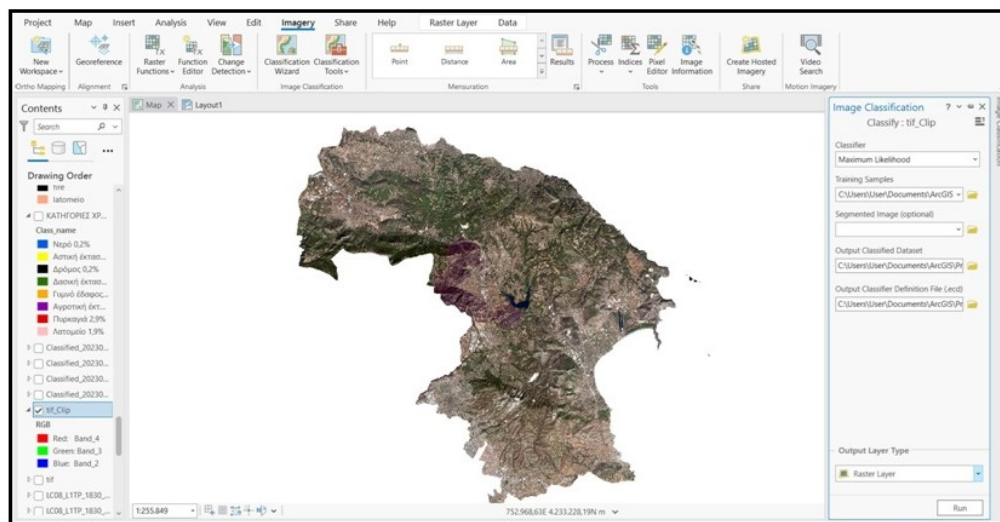 Project Map Insert Analysis View Edit Imagery Share Help Raster Layer Data
New Workspace
Georeference
Raster Functions
Function Editor
Change Detection
Classification Wizard
Classification Tools
Point
Distance
Area
Results
Process
Indices
Pixel Editor
Image Information
Create Hosted Imagery
Video Search
Ortho Mapping
Alignment
Analysis
Image Classification
Mensuration
Tools
Share
Motion Imagery
Contents
Search
Drawing Order
tire
latomeio
ΚΑΤΗΓΟΡΙΕΣ ΧΡ...
Class_name
Νερό 0,2%
Αστική έκτασ...
Δρόμος 0,2%
Δασική έκτασ...
Γυμνό έδαφος...
Αγροτική έκτ...
Πυρκαγιά 2,9%
Λατομείο 1,9%
Classified_20230...
Classified_20230...
Classified_20230...
Classified_20230...
tif_Clip
RGB
Red: Band_4
Green: Band_3
Blue: Band_2
tif
LC08_L1TP_1830_...
LC08_L1TP_1830_...
Map
Layout1
1:255.849
752.968,63E 4.233.228,19N m
Image Classification
Classify : tif_Clip
Classifier
Maximum Likelihood
Training Samples
C:\Users\User\Documents\ArcGIS
Segmented Image (optional)
Output Classified Dataset
C:\Users\User\Documents\ArcGIS\Pr
Output Classifier Definition File (.ecd)
C:\Users\User\Documents\ArcGIS\Pr
Output Layer Type
Raster Layer
Run